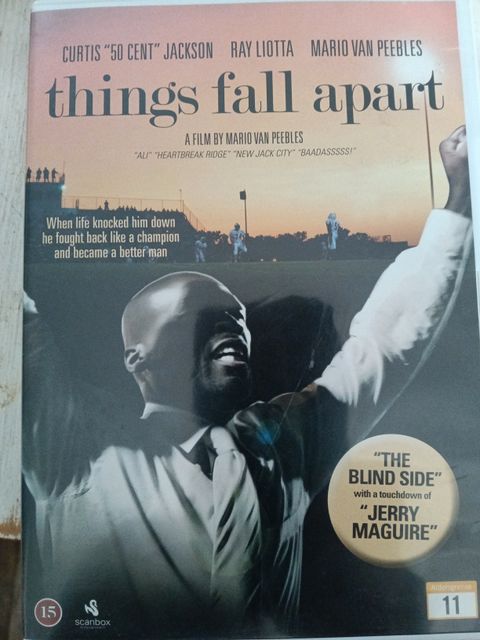 CURTIS "50 CENT" JACKSON RAY LIOTTA MARIO VAN PEEBLES
things fall apart
A FILM BY MARIO VAN PEEBLES
"ALI" "HEARTBREAK RIDGE" "NEW JACK CITY" "BAADASSSSS!"
When life knocked him down
he fought back like a champion
and became a better man
"THE
BLIND SIDE"
with a touchdown of
"JERRY
MAGUIRE"
15
scanbox
Aldersgrense
11